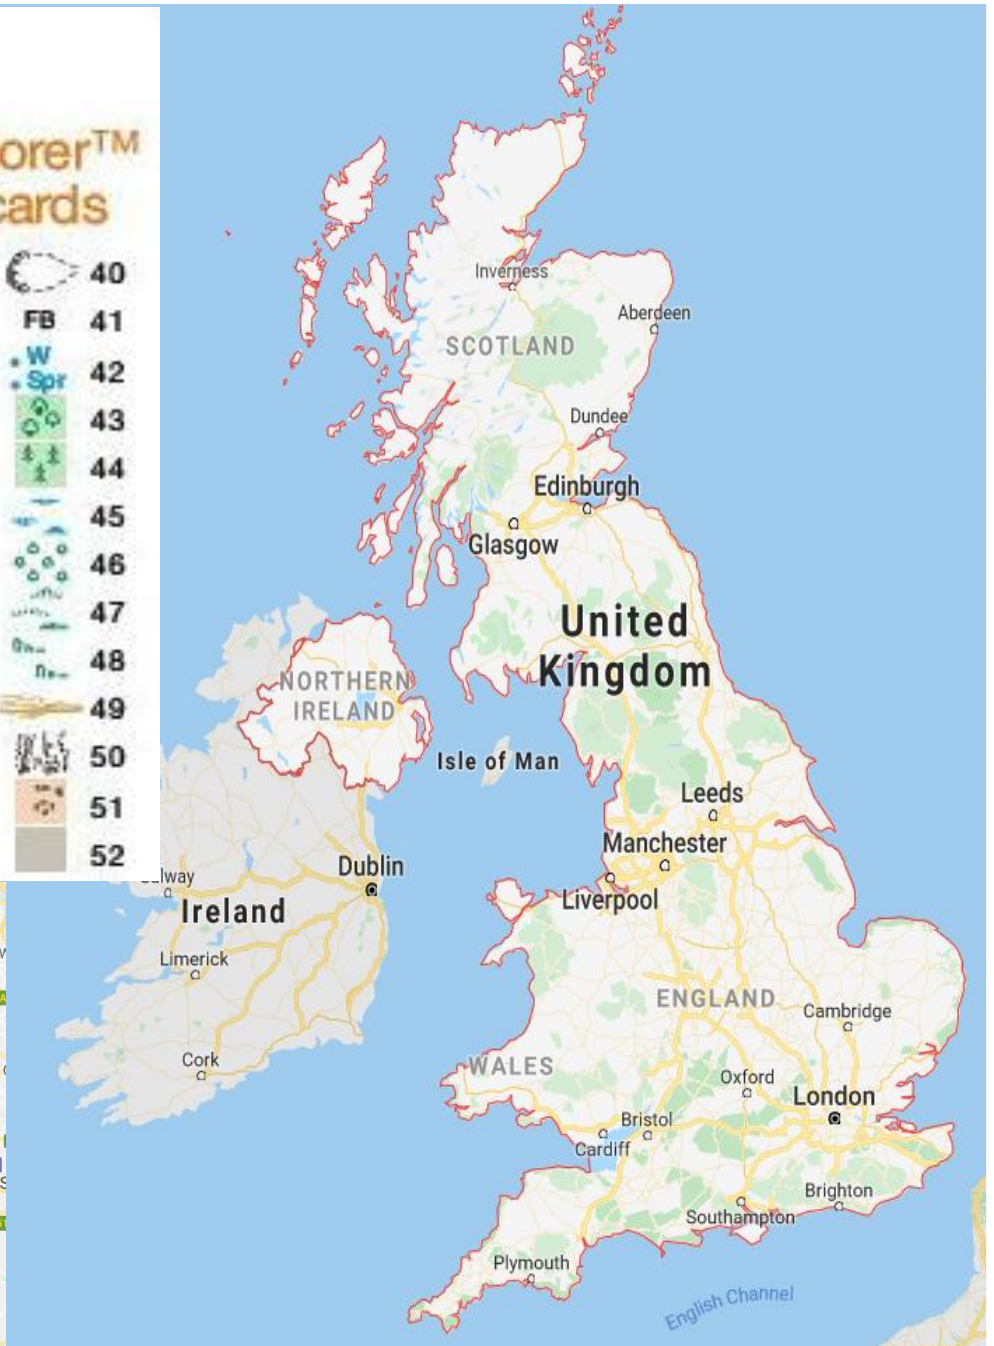 orer™
cards
40
FB 41
W
Spr 42
43
44
45
46
47
48
49
50
51
52
Inverness
Aberdeen
SCOTLAND
Dundee
Edinburgh
Glasgow
United
Kingdom
NORTHERN
IRELAND
Isle of Man
Leeds
Manchester
Dublin
Liverpool
lway
Ireland
Limerick
ENGLAND
Cambridge
Cork
WALES
Oxford
London
Bristol
Cardiff
Brighton
Southampton
Plymouth
English Channel